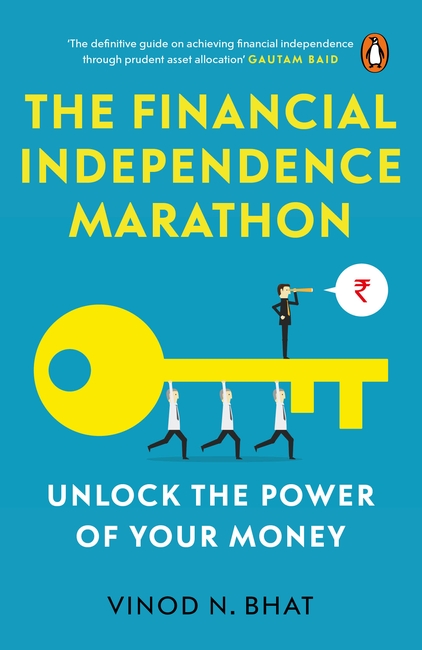 ‘The definitive guide on achieving financial independence
through prudent asset allocation’ GAUTAM BAID
THE FINANCIAL
INDEPENDENCE
MARATHON
₹
UNLOCK THE POWER
OF YOUR MONEY
VINOD N. BHAT